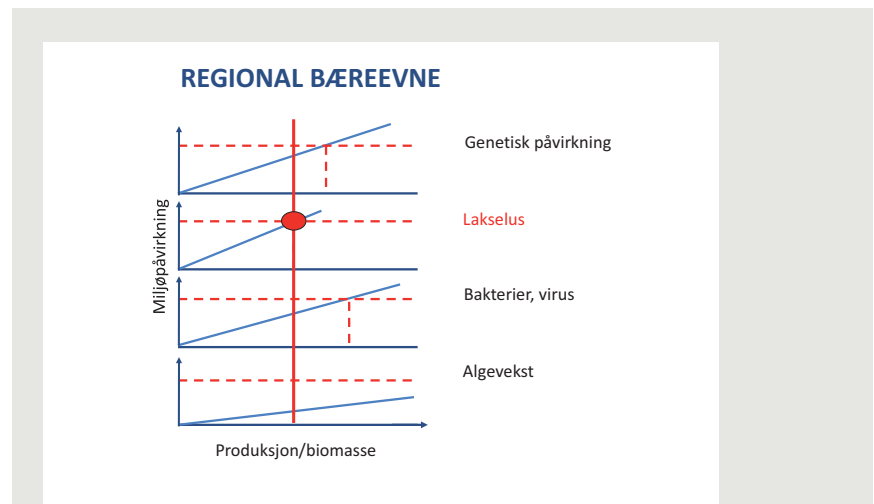 REGIONAL BÆREEVNE
Genetisk påvirkning
Lakselus
Bakterier, virus
Algevekst
Miljøpåvirkning
Produksjon/biomasse